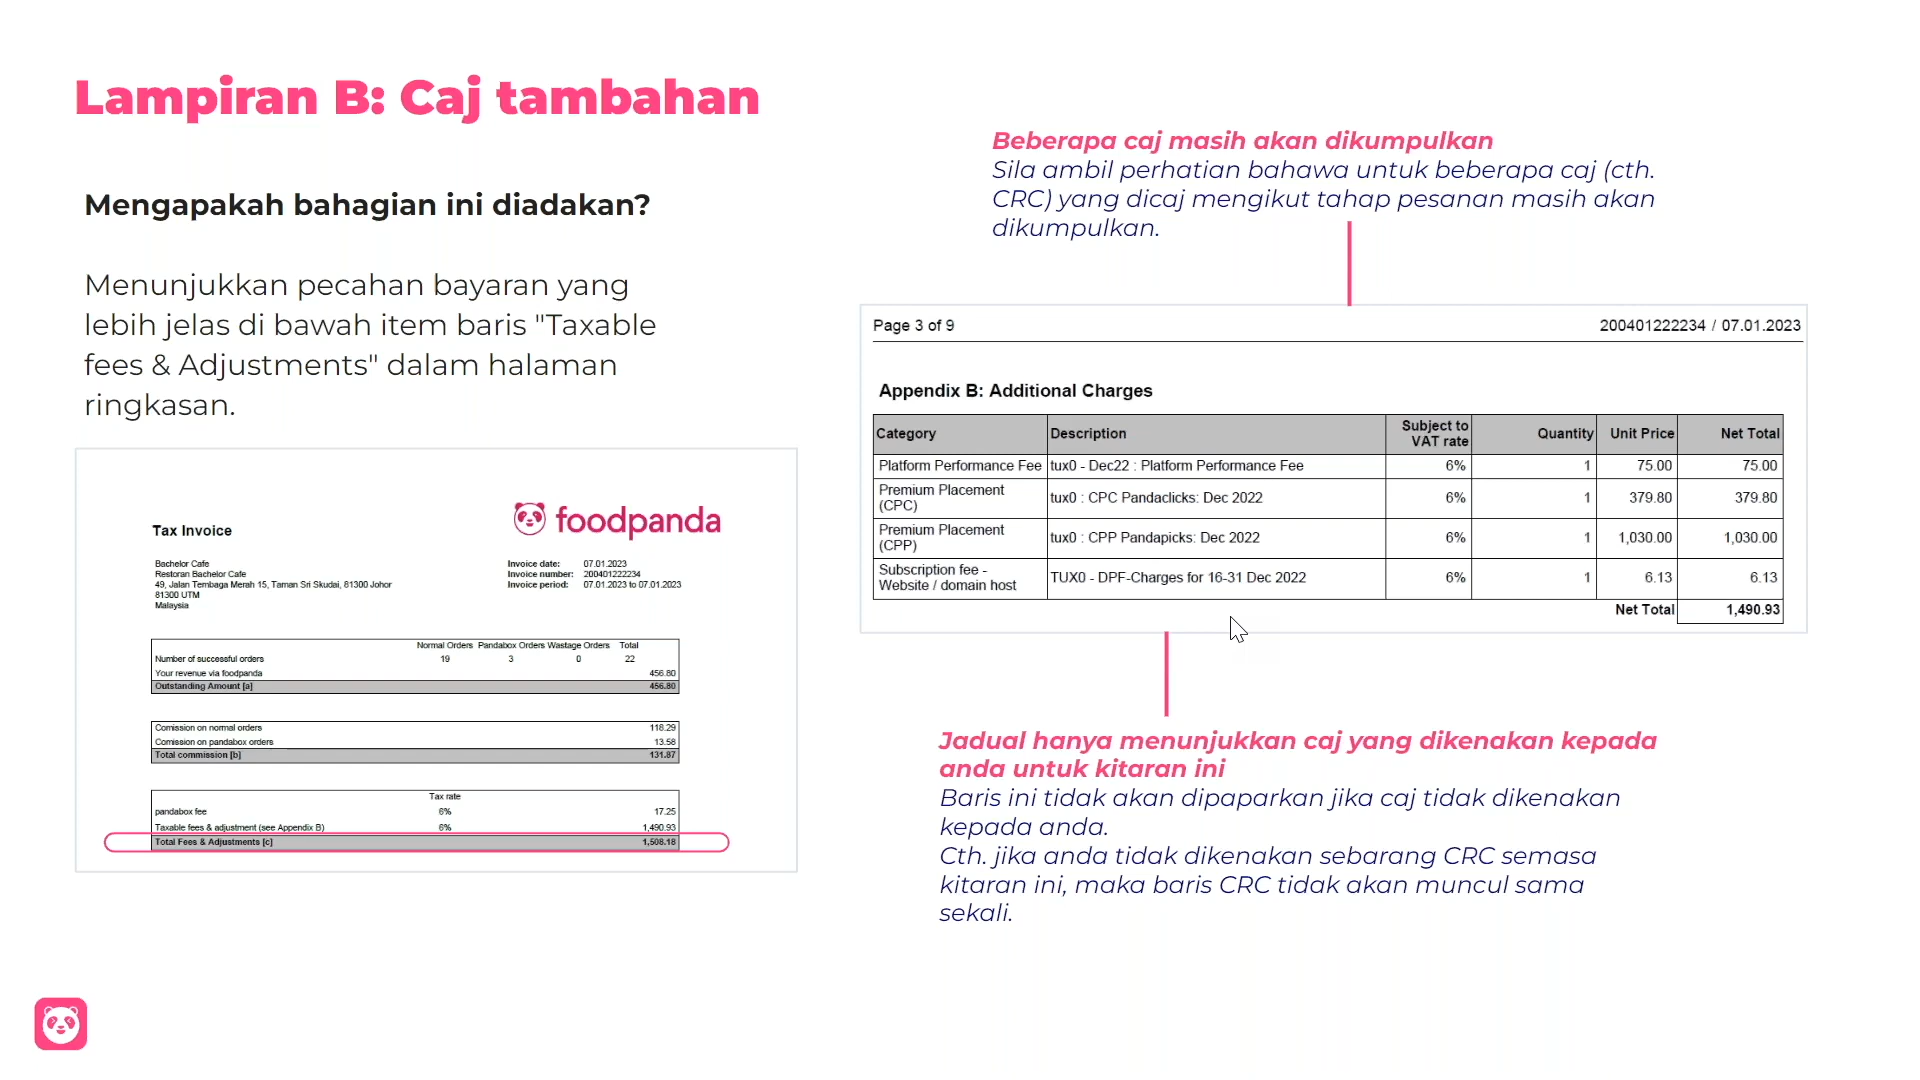 Lampiran B: Caj tambahan
Mengapakah bahagian ini diadakan?
Menunjukkan pecahan bayaran yang
lebih jelas di bawah item baris "Taxable
fees & Adjustments" dalam halaman
ringkasan.
Tax Invoice
foodpanda
Bachelor Cafe
Restoran Bachelor Cafe
49, Jalan Tembaga Merah 15, Taman Sri Skudai, 81300 Johor
81300 UTM
Malaysia
Invoice date: 07.01.2023
Invoice number: 200401222234
Invoice period: 07.01.2023 to 07.01.2023
Normal Orders Pandabox Orders Wastage Orders Total
Number of successful orders 19 3 0 22
Your revenue via foodpanda 456.80
Outstanding Amount [a] 456.80
Comission on normal orders 118.29
Comission on pandabox orders 13.58
Total commission [b] 131.87
Tax rate
pandabox fee 6% 17.25
Taxable fees & adjustment (see Appendix B) 6% 1,490.93
Total Fees & Adjustments [c] 1,508.18
Beberapa caj masih akan dikumpulkan
Sila ambil perhatian bahawa untuk beberapa caj (cth.
CRC) yang dicaj mengikut tahap pesanan masih akan
dikumpulkan.
Page 3 of 9 200401222234 / 07.01.2023
Appendix B: Additional Charges
Category Description Subject to VAT rate Quantity Unit Price Net Total
Platform Performance Fee tux0 - Dec22 : Platform Performance Fee 6% 1 75.00 75.00
Premium Placement (CPC) tux0 : CPC Pandaclicks: Dec 2022 6% 1 379.80 379.80
Premium Placement (CPP) tux0 : CPP Pandapicks: Dec 2022 6% 1 1,030.00 1,030.00
Subscription fee - Website / domain host TUX0 - DPF-Charges for 16-31 Dec 2022 6% 1 6.13 6.13
Net Total 1,490.93
Jadual hanya menunjukkan caj yang dikenakan kepada
anda untuk kitaran ini
Baris ini tidak akan dipaparkan jika caj tidak dikenakan
kepada anda.
Cth. jika anda tidak dikenakan sebarang CRC semasa
kitaran ini, maka baris CRC tidak akan muncul sama
sekali.